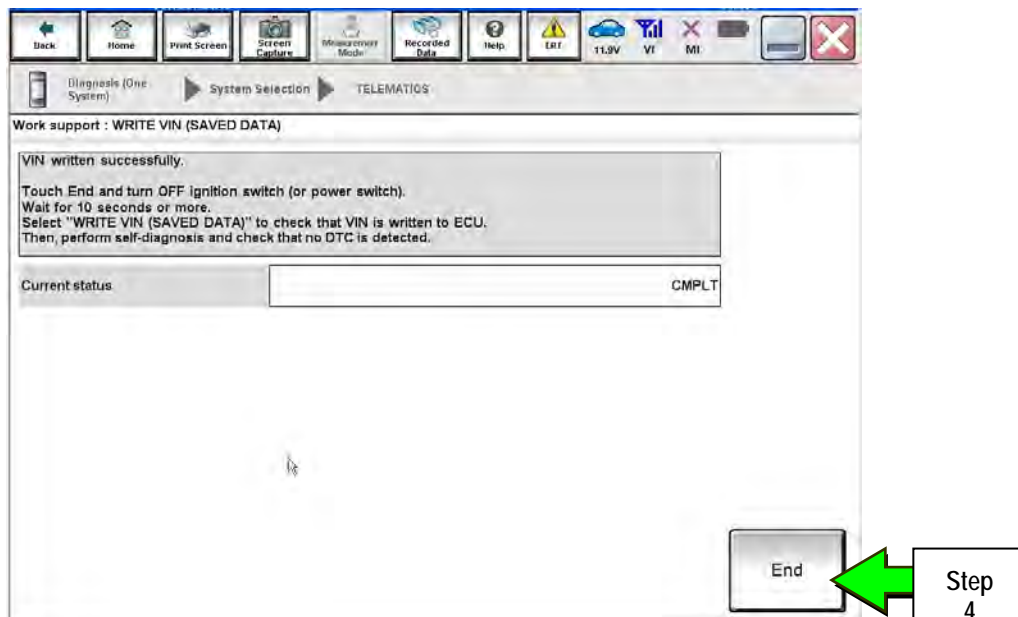 Back
Home
Print Screen
Screen Capture
Measurement Mode
Recorded Data
Help
ERT
11.9V
VI
MI
Diagnosis (One System)
System Selection
TELEMATICS
Work support : WRITE VIN (SAVED DATA)
VIN written successfully.
Touch End and turn OFF ignition switch (or power switch).
Wait for 10 seconds or more.
Select "WRITE VIN (SAVED DATA)" to check that VIN is written to ECU.
Then, perform self-diagnosis and check that no DTC is detected.
Current status
CMPLT
End
Step
4